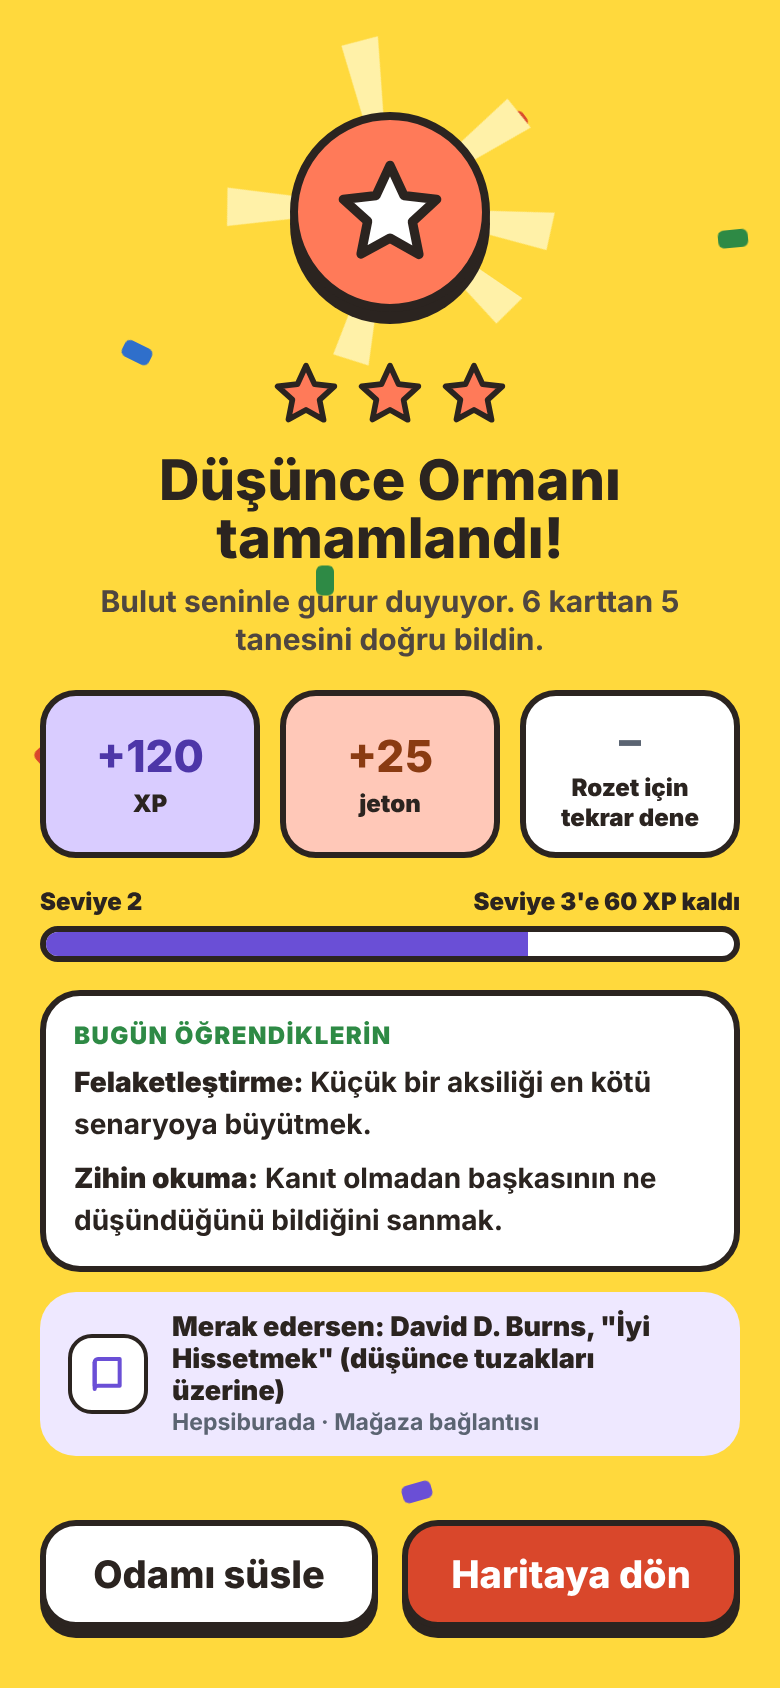 Düşünce Ormanı
tamamlandı!
Bulut seninle gurur duyuyor. 6 karttan 5
tanesini doğru bildin.
+120
XP
+25
jeton
–
Rozet için
tekrar dene
Seviye 2
Seviye 3'e 60 XP kaldı
BUGÜN ÖĞRENDİKLERİN
Felaketleştirme: Küçük bir aksiliği en kötü
senaryoya büyütmek.
Zihin okuma: Kanıt olmadan başkasının ne
düşündüğünü bildiğini sanmak.
Merak edersen: David D. Burns, "İyi
Hissetmek" (düşünce tuzakları
üzerine)
Hepsiburada · Mağaza bağlantısı
Odamı süsle
Haritaya dön